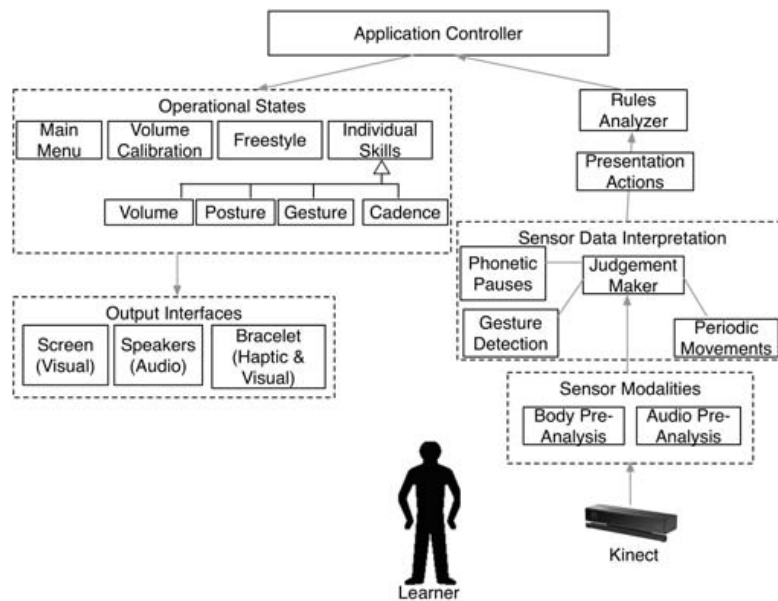 Application Controller
Operational States
Main
Menu
Volume
Calibration
Freestyle
Individual
Skills
Volume
Posture
Gesture
Cadence
Output Interfaces
Screen
(Visual)
Speakers
(Audio)
Bracelet
(Haptic &
Visual)
Rules
Analyzer
Presentation
Actions
Sensor Data Interpretation
Phonetic
Pauses
Judgement
Maker
Gesture
Detection
Periodic
Movements
Sensor Modalities
Body Pre-
Analysis
Audio Pre-
Analysis
Kinect
Learner